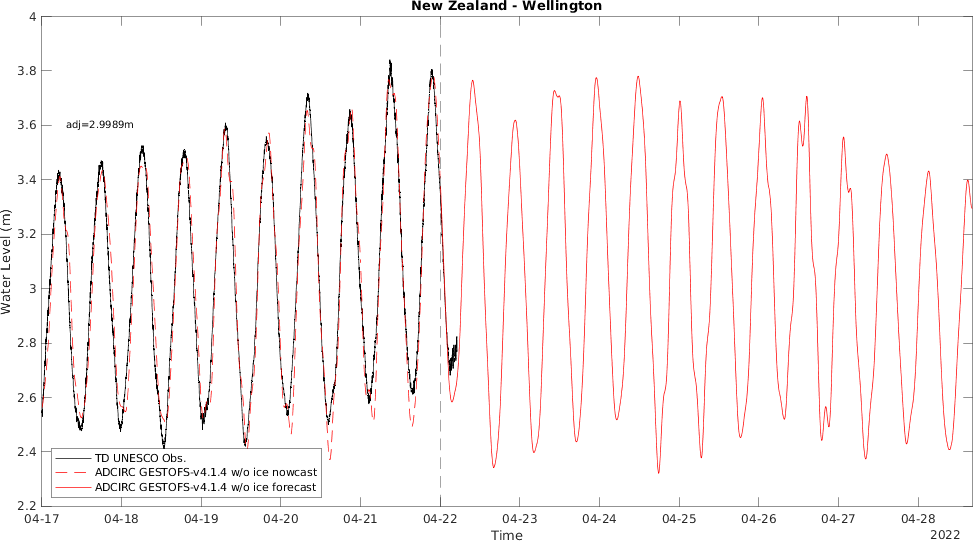 New Zealand - Wellington
4
3.8
3.6
3.4
3.2
3
2.8
2.6
2.4
2.2
Water Level (m)
adj=2.9989m
TD UNESCO Obs.
ADCIRC GESTOFS-v4.1.4 w/o ice nowcast
ADCIRC GESTOFS-v4.1.4 w/o ice forecast
04-17 04-18 04-19 04-20 04-21 04-22 04-23 04-24 04-25 04-26 04-27 04-28
Time
2022